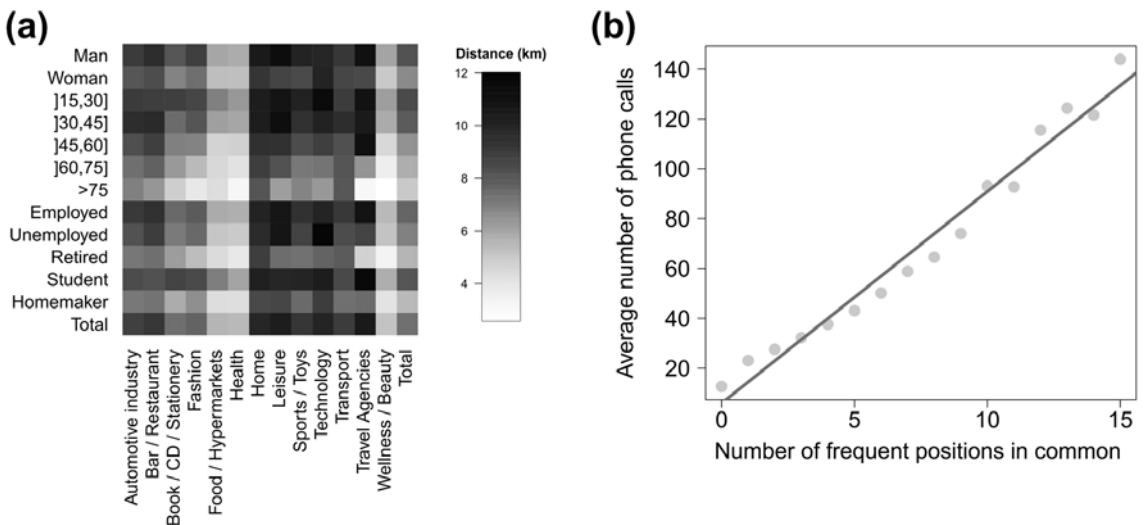 (a)
Man
Woman
]15,30]
]30,45]
]45,60]
]60,75]
>75
Employed
Unemployed
Retired
Student
Homemaker
Total
Automotive industry
Bar / Restaurant
Book / CD / Stationery
Fashion
Food / Hypermarkets
Health
Home
Leisure
Sports / Toys
Technology
Transport
Travel Agencies
Wellness / Beauty
Total
Distance (km)
12
10
8
6
4
(b)
Average number of phone calls
140
120
100
80
60
40
20
0 5 10 15
Number of frequent positions in common